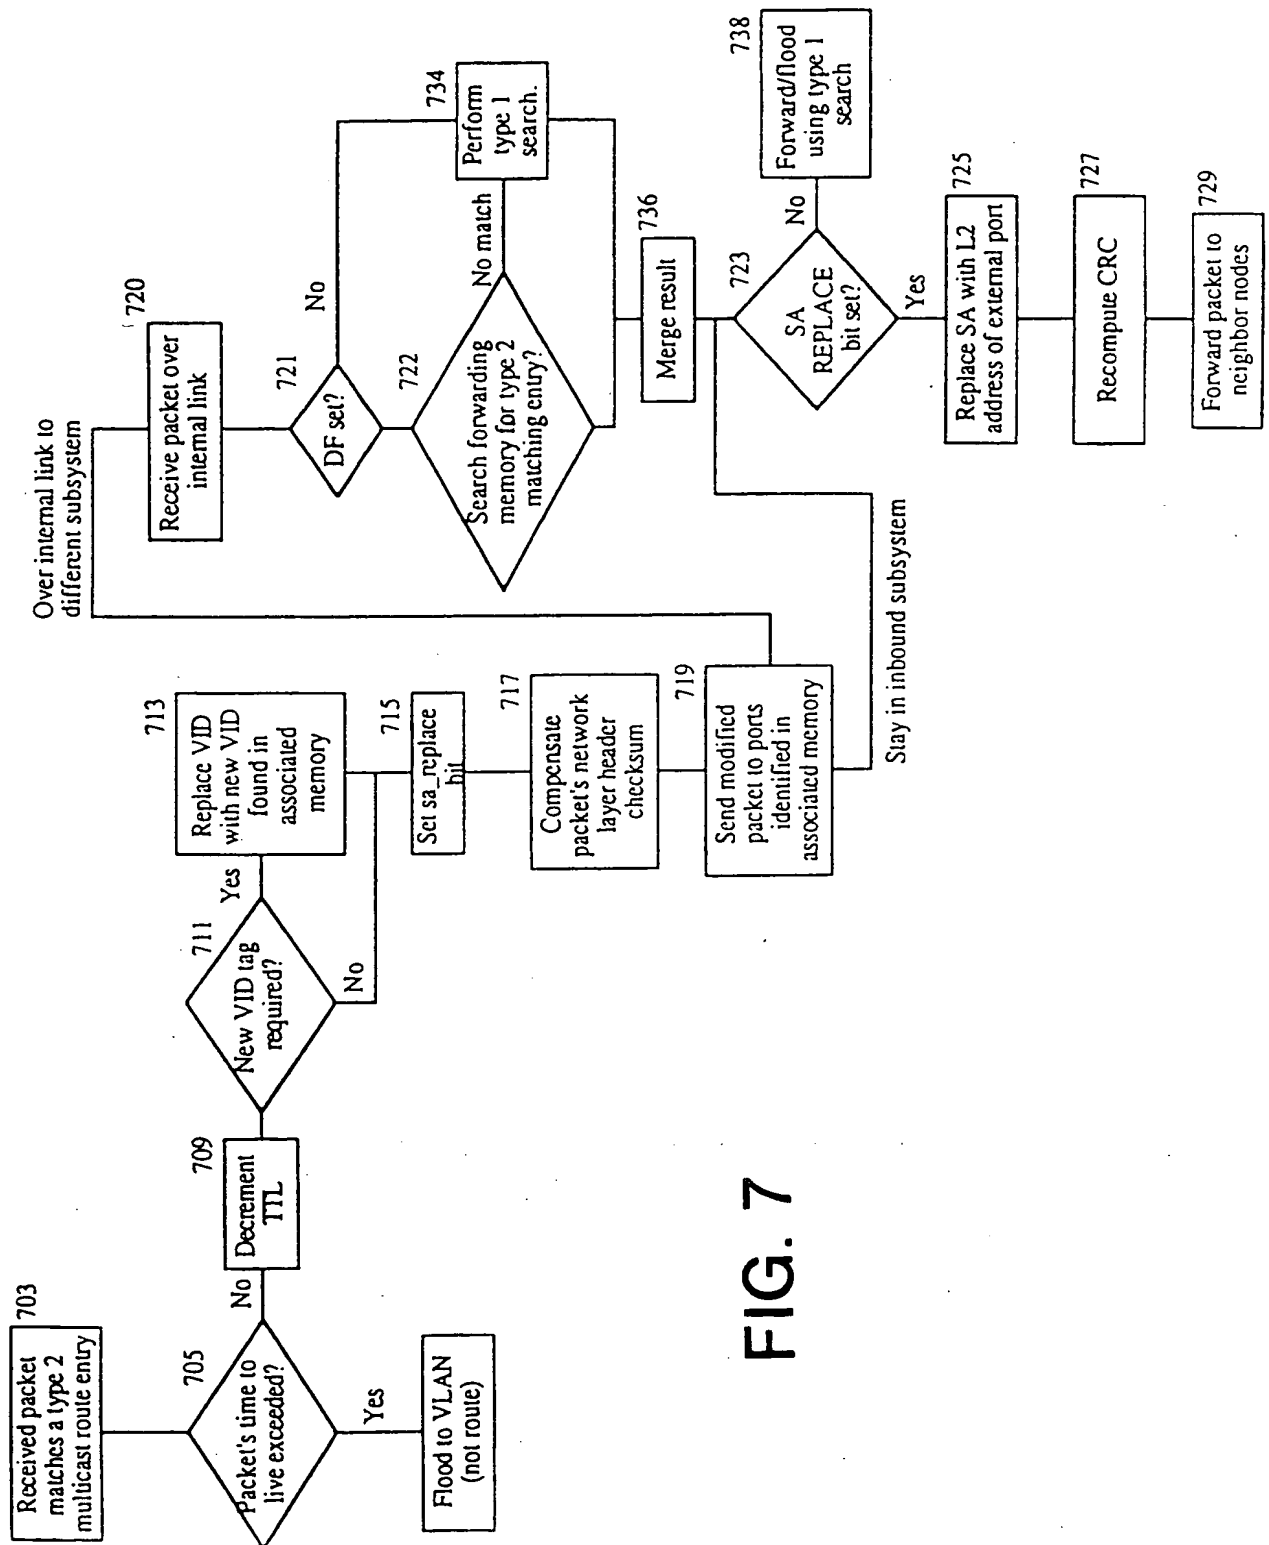 703
Received packet
matches a type 2
multicast route entry
705
Packet's time to
live exceeded?
Yes
Flood to VLAN
(not route)
No
709
Decrement
TTL
711
New VID tag
required?
Yes
No
713
Replace VID
with new VID
found in
associated
memory
715
Set sa_replace
bit
717
Compensate
packet's network
layer header
checksum
719
Send modified
packet to ports
identified in
associated memory
Over internal link to
different subsystem
Stay in inbound subsystem
720
Receive packet over
internal link
721
DF set?
No
722
Search forwarding
memory for type 2
matching entry?
No match
734
Perform
type 1
search.
736
Merge result
723
SA
REPLACE
bit set?
No
738
Forward/flood
using type 1
search
Yes
725
Replace SA with L2
address of external port
727
Recompute CRC
729
Forward packet to
neighbor nodes
FIG. 7